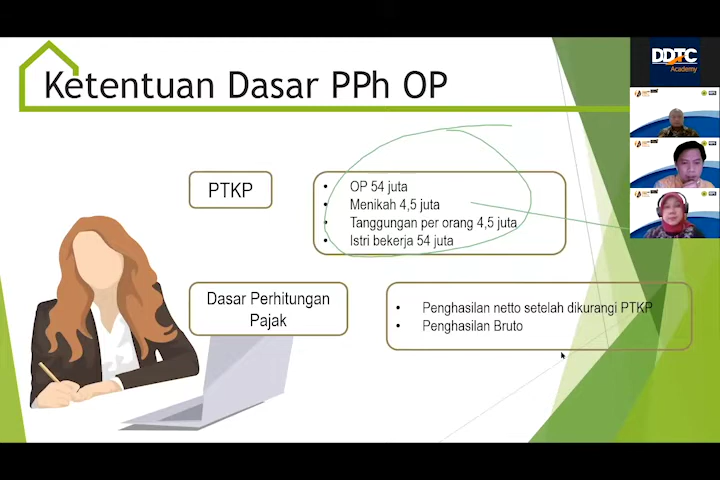 Ketentuan Dasar PPh OP
DDTC
Academy
PTKP
• OP 54 juta
• Menikah 4,5 juta
• Tanggungan per orang 4,5 juta
• Istri bekerja 54 juta
Dasar Perhitungan
Pajak
• Penghasilan netto setelah dikurangi PTKP
• Penghasilan Bruto